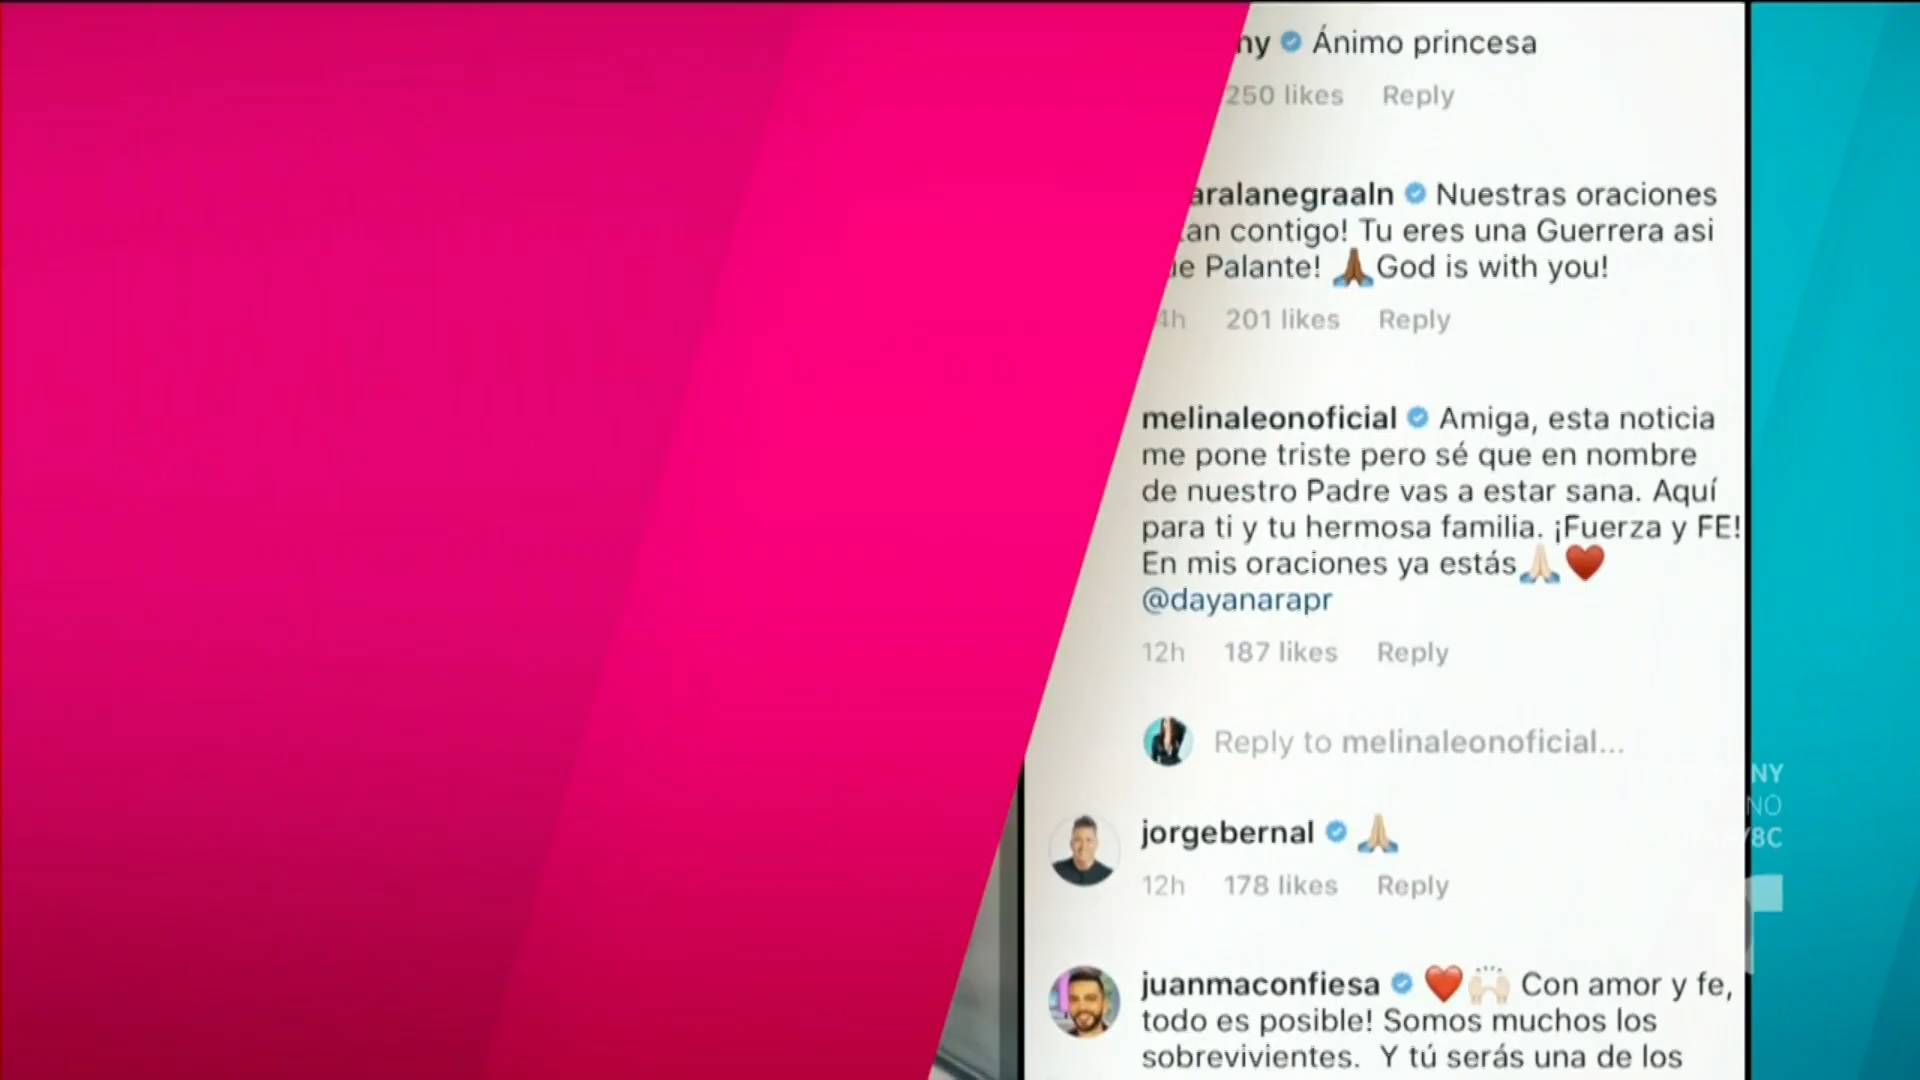 Ánimo princesa
250 likes Reply
Nuestras oraciones
contigo! Tu eres una Guerrera asi
Palante! 🙏🏾God is with you!
201 likes Reply
melinaleonoficial Amiga, esta noticia
me pone triste pero sé que en nombre
de nuestro Padre vas a estar sana. Aquí
para ti y tu hermosa familia. ¡Fuerza y FE!
En mis oraciones ya estás🙏🏻❤️
@dayanarapr
12h 187 likes Reply
Reply to melinaleonoficial...
jorgebernal 🙏🏼
12h 178 likes Reply
juanmaconfiesa ❤️🙌🏻 Con amor y fe,
todo es posible! Somos muchos los
sobrevivientes. Y tú serás una de los
NY
NO
/8C